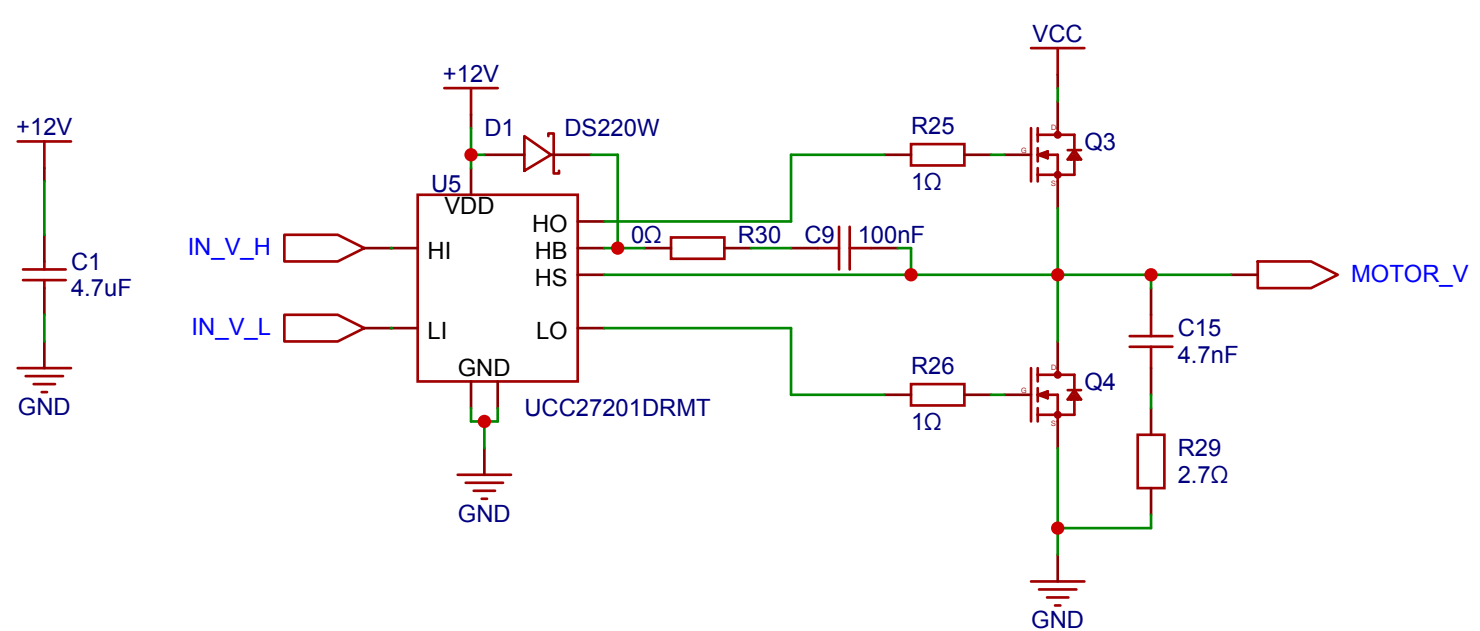 VCC
+12V
+12V
D1
DS220W
R25
1Ω
D
G
S
Q3
U5
VDD
HO
HB
HS
LO
HI
LI
GND
UCC27201DRMT
IN_V_H
IN_V_L
0Ω
R30
C9
100nF
MOTOR_V
C1
4.7uF
GND
C15
4.7nF
R26
1Ω
D
G
S
Q4
R29
2.7Ω
GND
GND